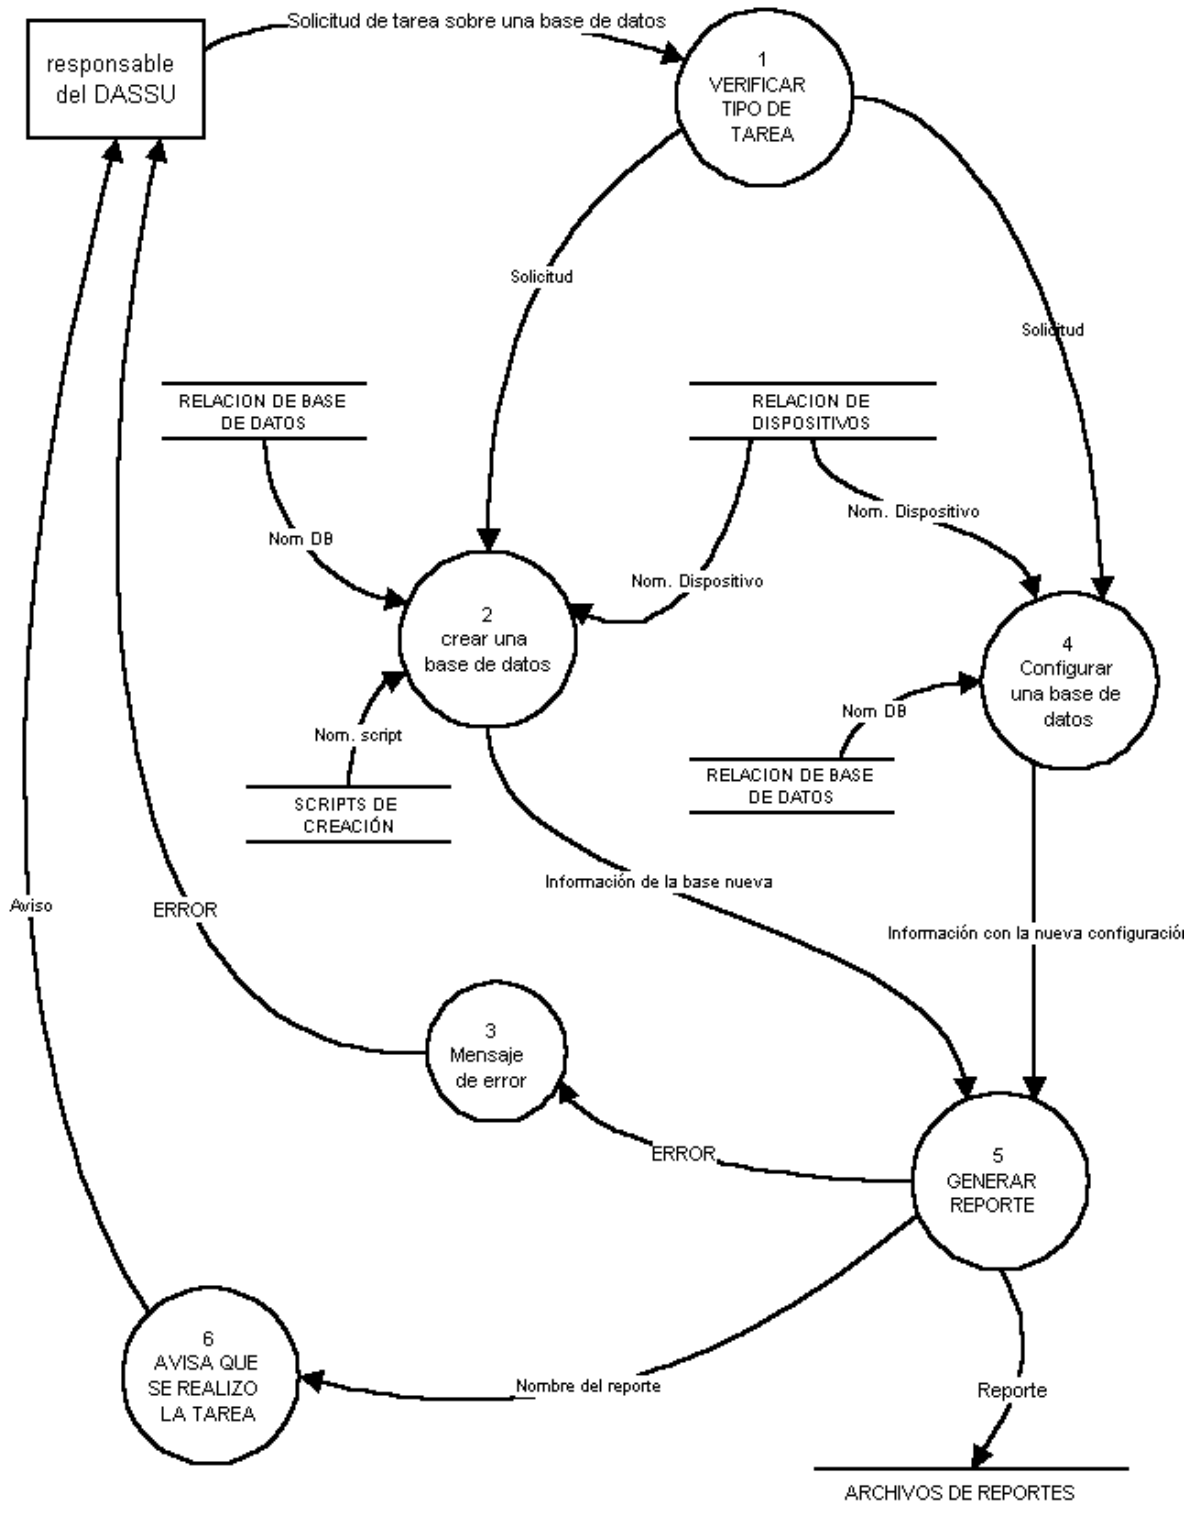 Solicitud de tarea sobre una base de datos
responsable
del DASSU
1
VERIFICAR
TIPO DE
TAREA
Solicitud
Solicitud
RELACION DE BASE
DE DATOS
RELACION DE
DISPOSITIVOS
Nom DB
Nom. Dispositivo
Nom. Dispositivo
2
crear una
base de datos
4
Configurar
una base de
datos
Nom. script
Nom DB
SCRIPTS DE
CREACIÓN
RELACION DE BASE
DE DATOS
Información de la base nueva
Aviso
ERROR
Información con la nueva configuración
3
Mensaje
de error
ERROR
5
GENERAR
REPORTE
6
AVISA QUE
SE REALIZO
LA TAREA
Nombre del reporte
Reporte
ARCHIVOS DE REPORTES